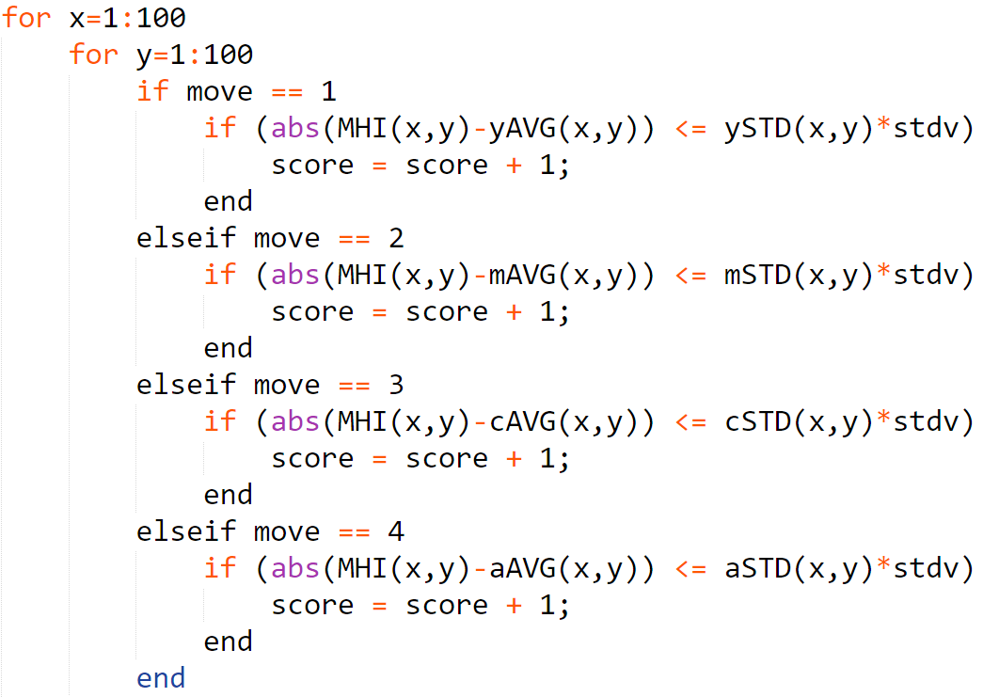 for x=1:100
    for y=1:100
        if move == 1
            if (abs(MHI(x,y)-yAVG(x,y)) <= ySTD(x,y)*stdv)
                score = score + 1;
            end
        elseif move == 2
            if (abs(MHI(x,y)-mAVG(x,y)) <= mSTD(x,y)*stdv)
                score = score + 1;
            end
        elseif move == 3
            if (abs(MHI(x,y)-cAVG(x,y)) <= cSTD(x,y)*stdv)
                score = score + 1;
            end
        elseif move == 4
            if (abs(MHI(x,y)-aAVG(x,y)) <= aSTD(x,y)*stdv)
                score = score + 1;
            end
        end